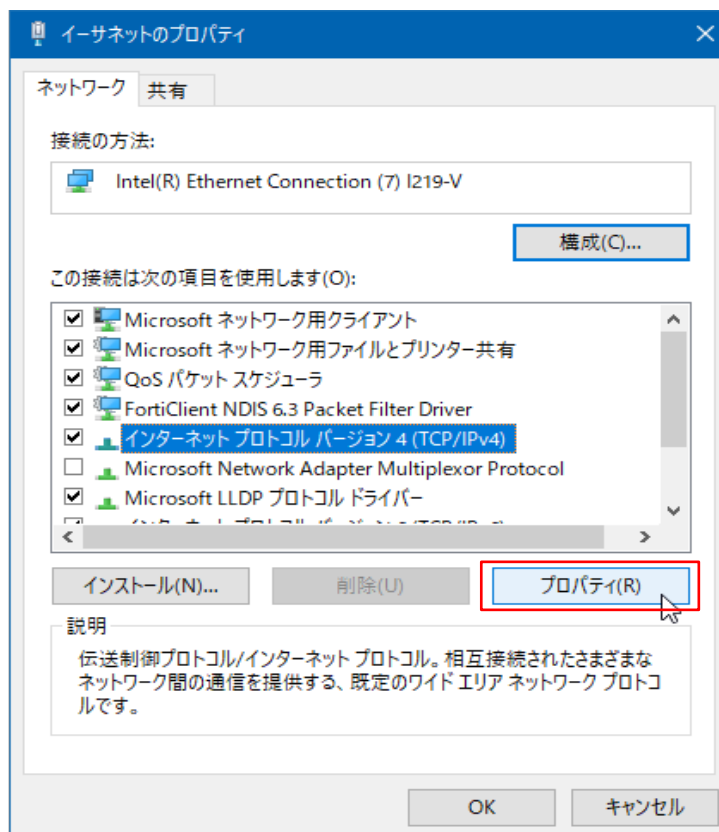 イーサネットのプロパティ
ネットワーク 共有
接続の方法:
Intel(R) Ethernet Connection (7) I219-V
構成(C)...
この接続は次の項目を使用します(O):
Microsoft ネットワーク用クライアント
Microsoft ネットワーク用ファイルとプリンター共有
QoS パケット スケジューラ
FortiClient NDIS 6.3 Packet Filter Driver
インターネット プロトコル バージョン 4 (TCP/IPv4)
Microsoft Network Adapter Multiplexor Protocol
Microsoft LLDP プロトコル ドライバー
インストール(N)... 削除(U) プロパティ(R)
説明
伝送制御プロトコル/インターネット プロトコル。相互接続されたさまざまな
ネットワーク間の通信を提供する、既定のワイド エリア ネットワーク プロトコ
ルです。
OK キャンセル